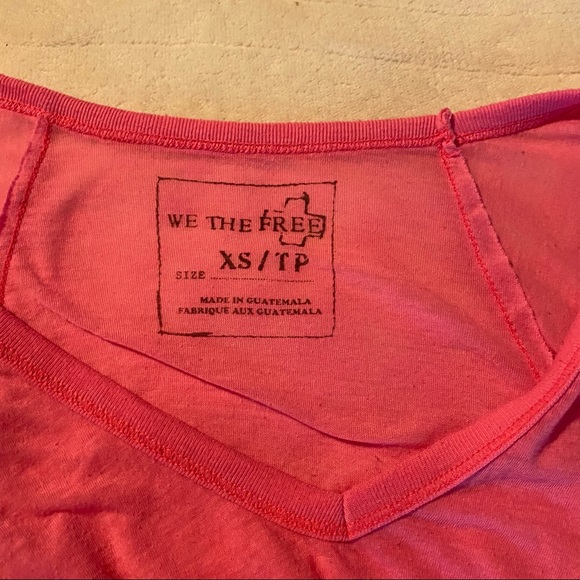 WE THE FREE
XS/TP
SIZE
MADE IN GUATEMALA
FABRIQUE AUX GUATEMALA